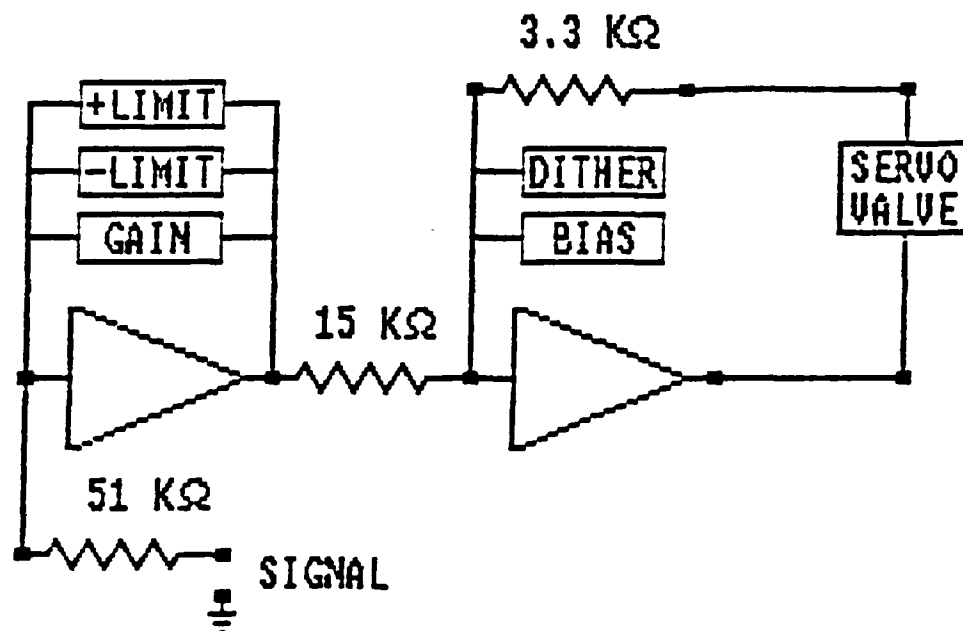 3.3 KΩ
+LIMIT
-LIMIT
GAIN
DITHER
BIAS
SERVO
VALVE
15 KΩ
51 KΩ
SIGNAL